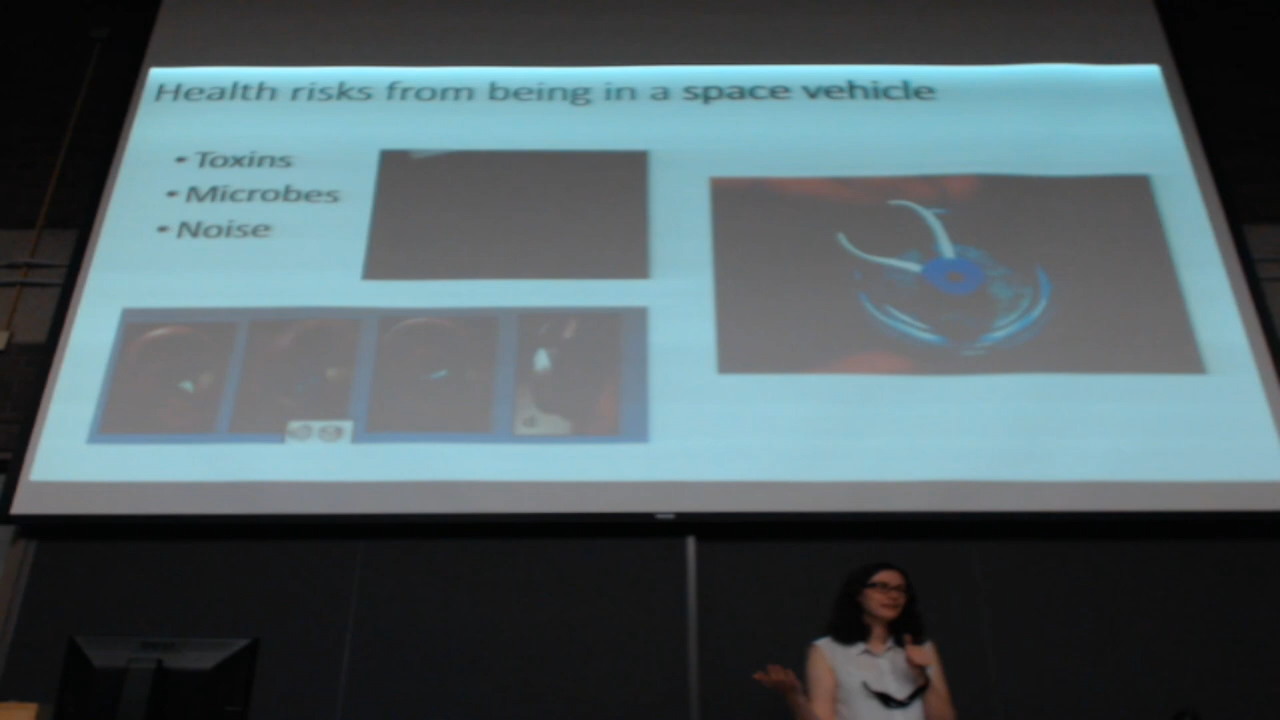 Health risks from being in a space vehicle
• Toxins
• Microbes
• Noise